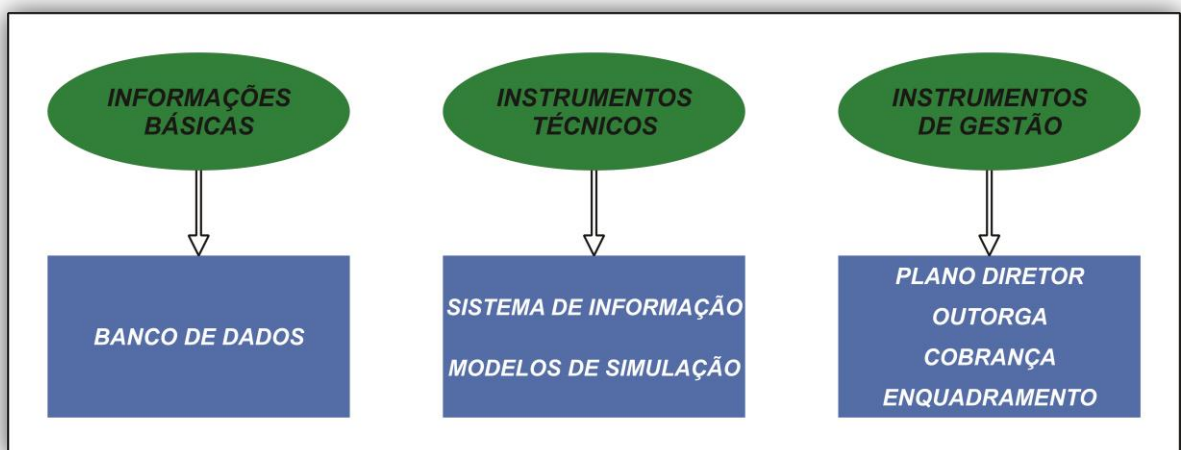 INFORMAÇÕES
BÁSICAS
BANCO DE DADOS
INSTRUMENTOS
TÉCNICOS
SISTEMA DE INFORMAÇÃO
MODELOS DE SIMULAÇÃO
INSTRUMENTOS
DE GESTÃO
PLANO DIRETOR
OUTORGA
COBRANÇA
ENQUADRAMENTO